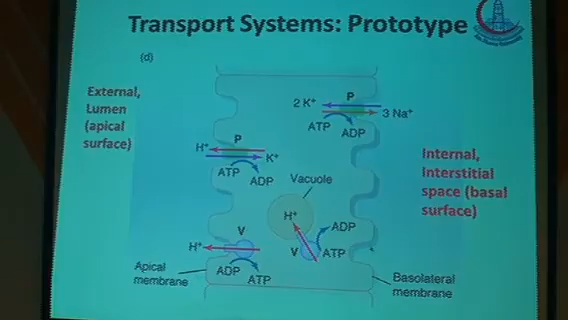 Transport Systems: Prototype
(d)
External,
Lumen
(apical
surface)
2 K+
P
3 Na+
ATP
ADP
P
H+
K+
ATP
ADP
Internal,
Interstitial
space (basal
surface)
Vacuole
H+
ADP
V
ATP
V
H+
ADP
ATP
Apical
membrane
Basolateral
membrane